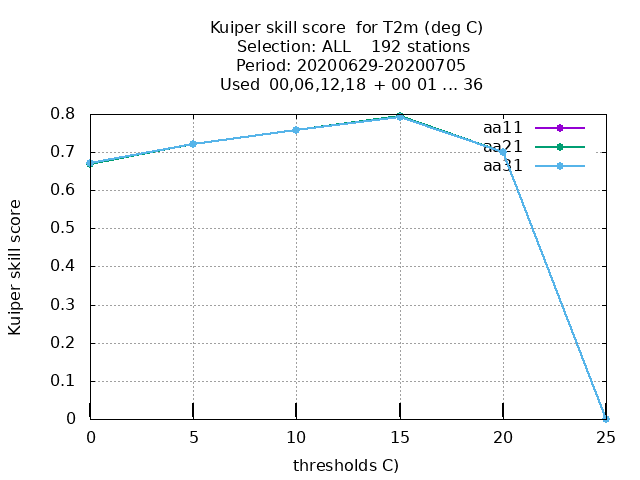 Kuiper skill score for T2m (deg C)
Selection: ALL 192 stations
Period: 20200629-20200705
Used 00,06,12,18 + 00 01 ... 36
Kuiper skill score
0.8
0.7
0.6
0.5
0.4
0.3
0.2
0.1
0
aa11
aa21
aa31
0 5 10 15 20 25
thresholds C)